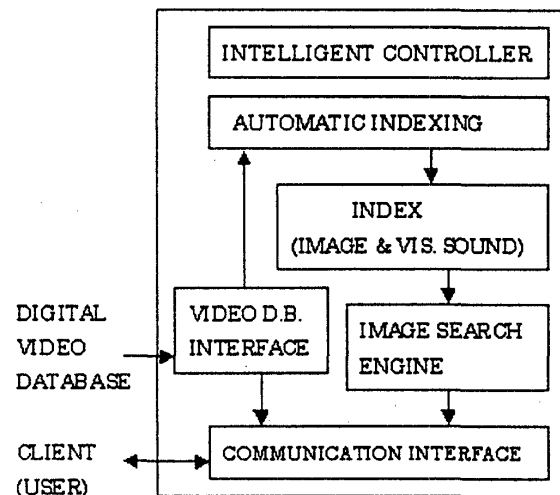 INTELLIGENT CONTROLLER
AUTOMATIC INDEXING
INDEX
(IMAGE & VIS. SOUND)
VIDEO D.B.
INTERFACE
IMAGE SEARCH
ENGINE
DIGITAL
VIDEO
DATABASE
COMMUNICATION INTERFACE
CLIENT
(USER)